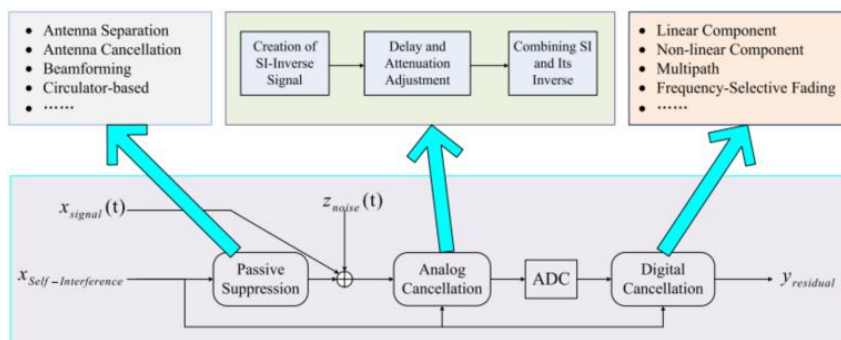 • Antenna Separation
• Antenna Cancellation
• Beamforming
• Circulator-based
• ······
Creation of
SI-Inverse
Signal
Delay and
Attenuation
Adjustment
Combining SI
and Its
Inverse
• Linear Component
• Non-linear Component
• Multipath
• Frequency-Selective Fading
• ······
x_signal (t)
z_noise (t)
x_Self-Interference
Passive
Suppression
Analog
Cancellation
ADC
Digital
Cancellation
y_residual